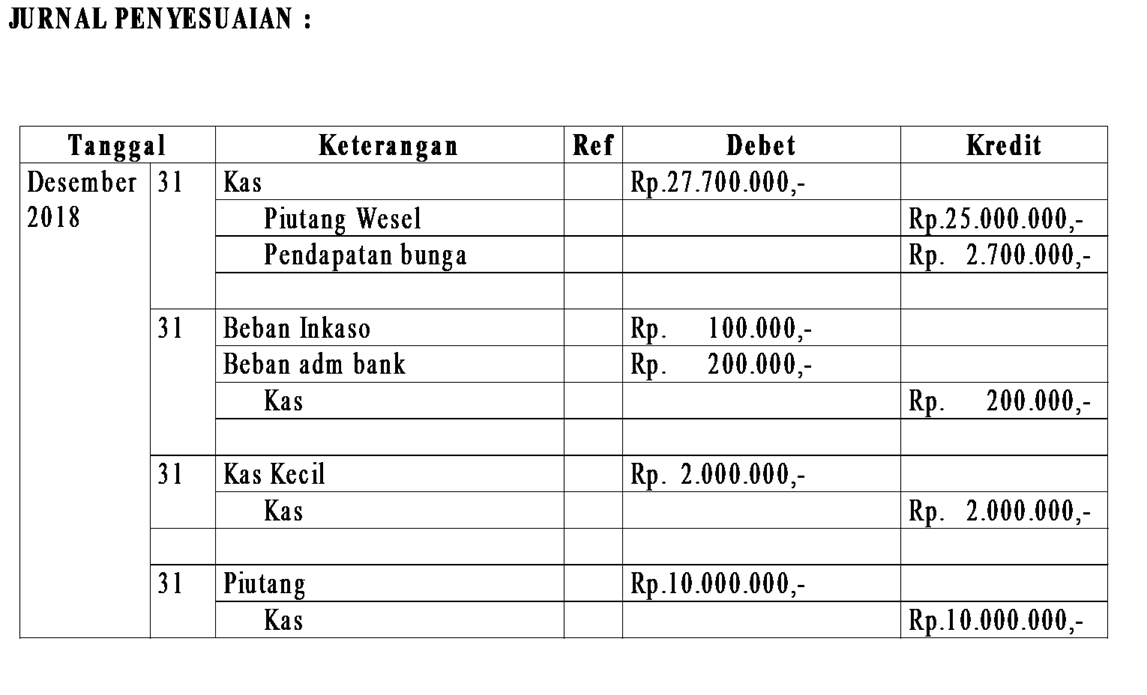 JURNAL PENYESUAIAN :
Tanggal Keterangan Ref Debet Kredit
Desember 31 Kas Rp.27.700.000,-
2018 Piutang Wesel Rp.25.000.000,-
Pendapatan bunga Rp. 2.700.000,-
31 Beban Inkaso Rp. 100.000,-
Beban adm bank Rp. 200.000,-
Kas Rp. 200.000,-
31 Kas Kecil Rp. 2.000.000,-
Kas Rp. 2.000.000,-
31 Piutang Rp.10.000.000,-
Kas Rp.10.000.000,-